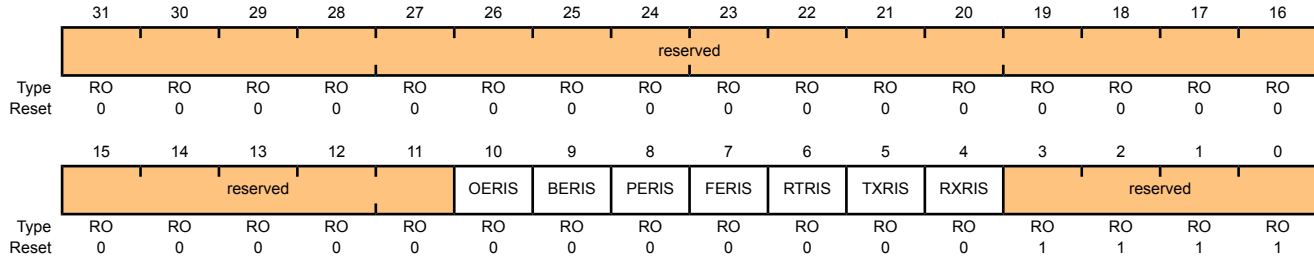 31 30 29 28 27 26 25 24 23 22 21 20 19 18 17 16
reserved
Type RO RO RO RO RO RO RO RO RO RO RO RO RO RO RO RO
Reset 0 0 0 0 0 0 0 0 0 0 0 0 0 0 0 0
15 14 13 12 11 10 9 8 7 6 5 4 3 2 1 0
reserved OERIS BERIS PERIS FERIS RTRIS TXRIS RXRIS reserved
Type RO RO RO RO RO RO RO RO RO RO RO RO RO RO RO RO
Reset 0 0 0 0 0 0 0 0 0 0 0 0 1 1 1 1